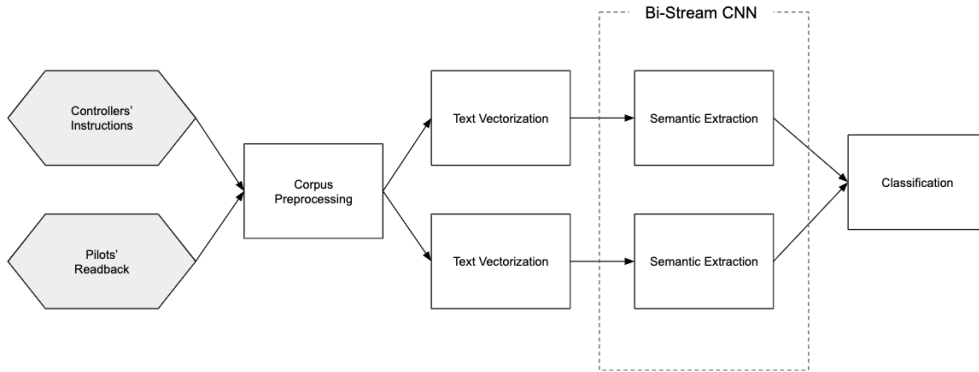 Bi-Stream CNN
Controllers'
Instructions
Text Vectorization
Semantic Extraction
Corpus
Preprocessing
Classification
Pilots'
Readback
Text Vectorization
Semantic Extraction